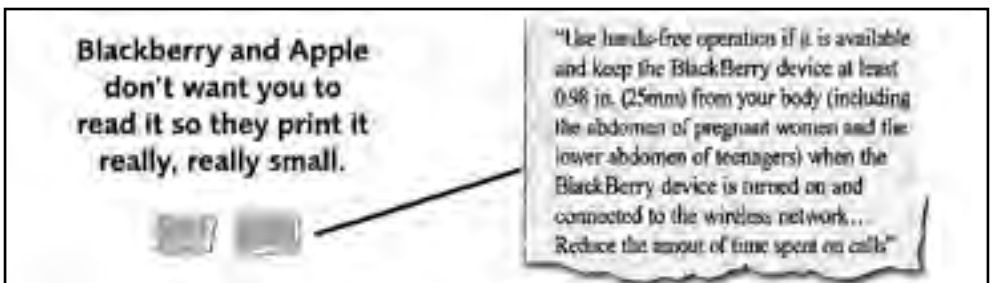 Blackberry and Apple
don't want you to
read it so they print it
really, really small.
"Use hands-free operation if it is available
and keep the BlackBerry device at least
0.98 in. (25mm) from your body (including
the abdomen of pregnant women and the
lower abdomen of teenagers) when the
BlackBerry device is turned on and
connected to the wireless network…
Reduce the amout of time spent on calls"